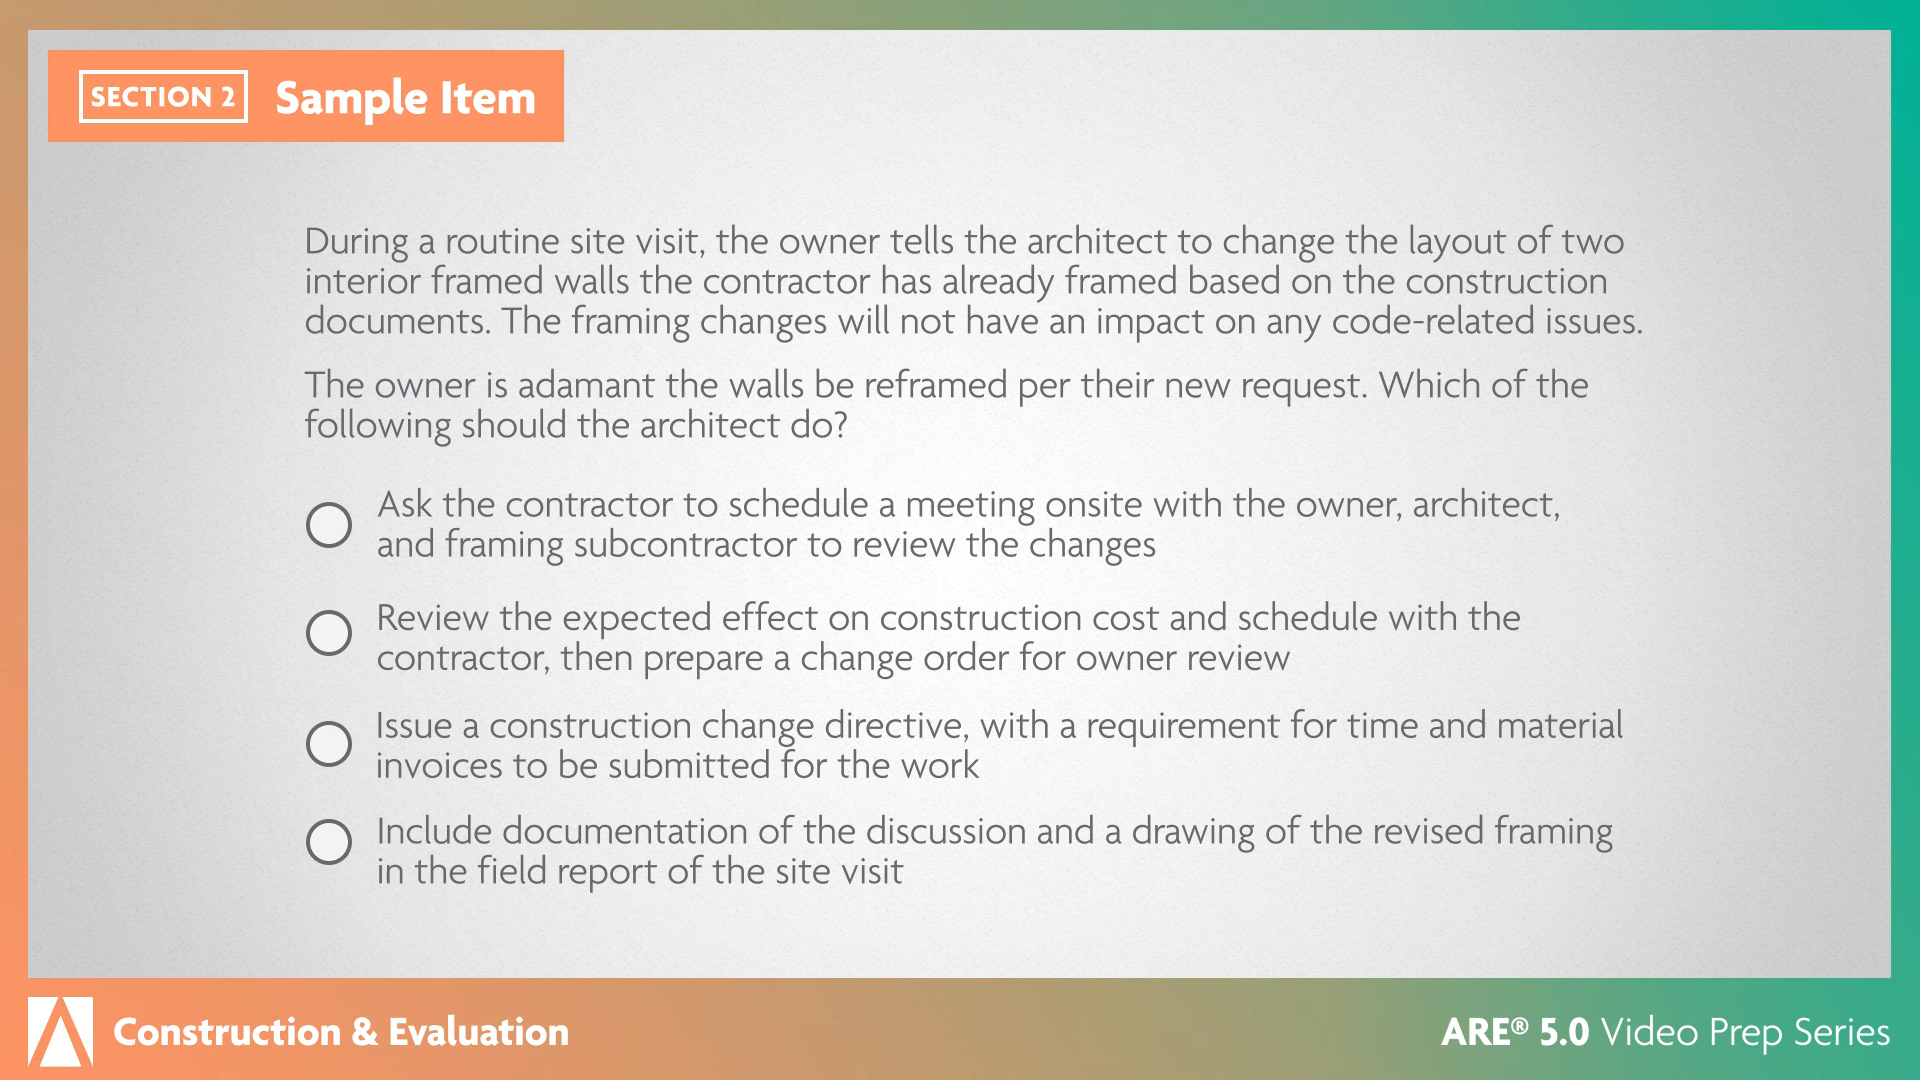 SECTION 2 Sample Item
During a routine site visit, the owner tells the architect to change the layout of two
interior framed walls the contractor has already framed based on the construction
documents. The framing changes will not have an impact on any code-related issues.
The owner is adamant the walls be reframed per their new request. Which of the
following should the architect do?
Ask the contractor to schedule a meeting onsite with the owner, architect,
and framing subcontractor to review the changes
Review the expected effect on construction cost and schedule with the
contractor, then prepare a change order for owner review
Issue a construction change directive, with a requirement for time and material
invoices to be submitted for the work
Include documentation of the discussion and a drawing of the revised framing
in the field report of the site visit
Construction & Evaluation
ARE® 5.0 Video Prep Series